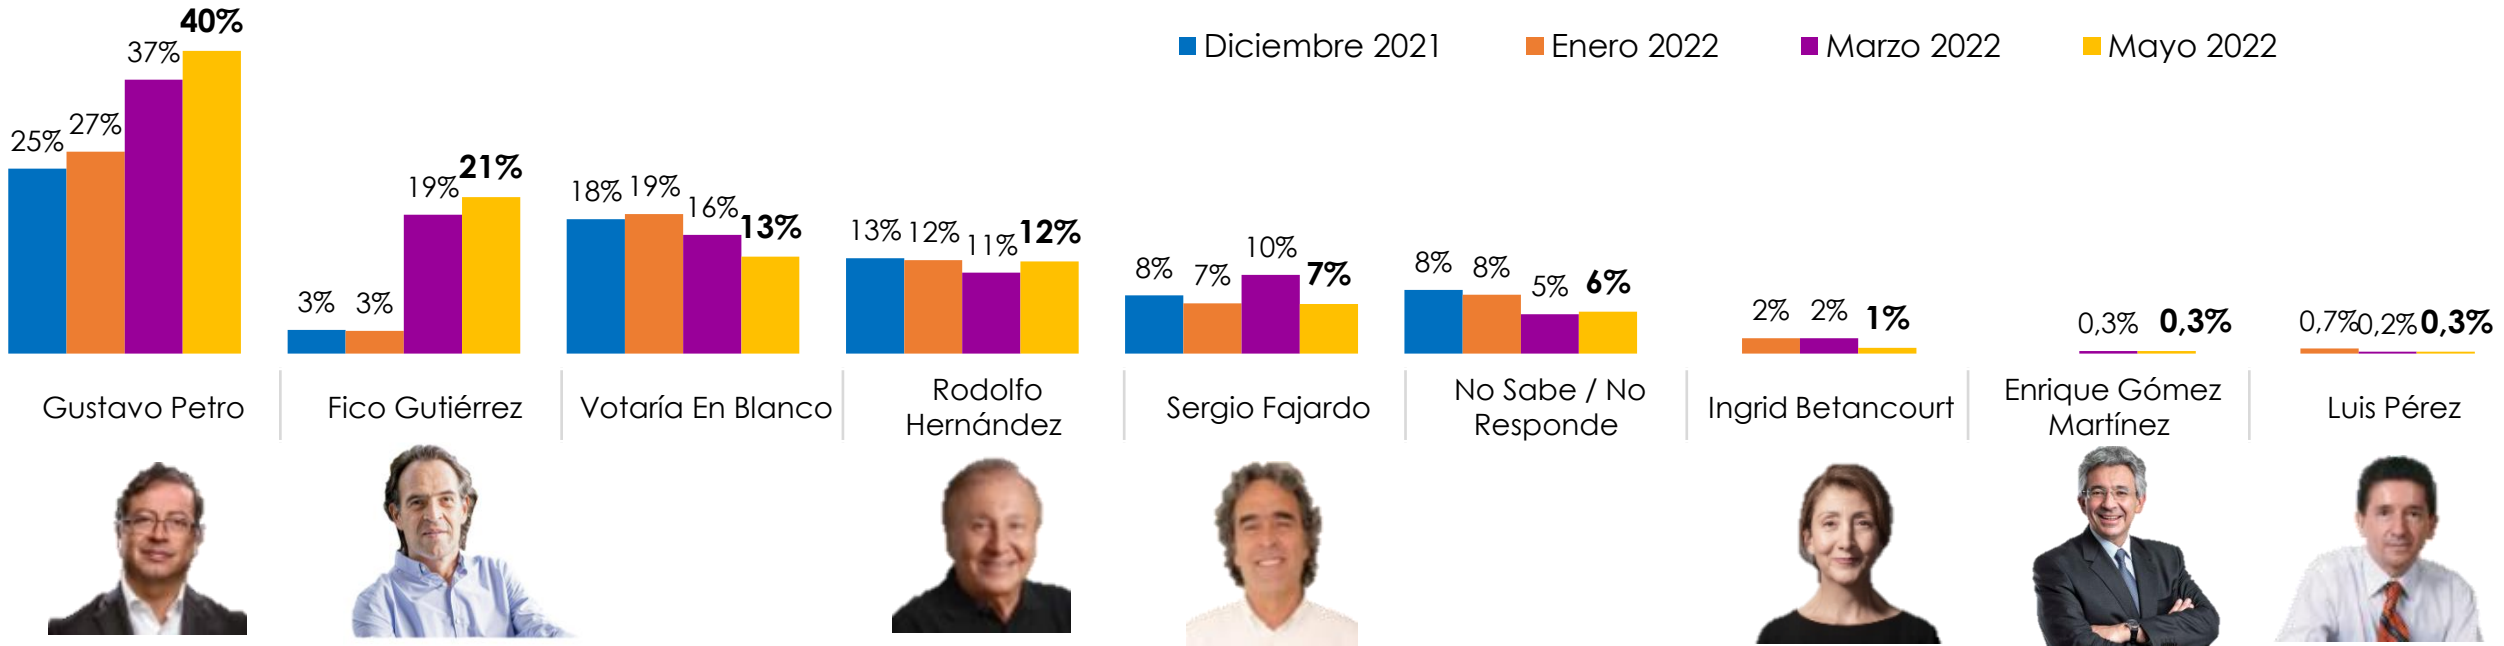 Diciembre 2021 Enero 2022 Marzo 2022 Mayo 2022
25% 27% 37% 40%
3% 3% 19% 21%
18% 19% 16% 13%
13% 12% 11% 12%
8% 7% 10% 7%
8% 8% 5% 6%
2% 2% 1%
0,3% 0,3%
0,7% 0,2% 0,3%
Gustavo Petro
Fico Gutiérrez
Votaría En Blanco
Rodolfo
Hernández
Sergio Fajardo
No Sabe / No
Responde
Ingrid Betancourt
Enrique Gómez
Martínez
Luis Pérez